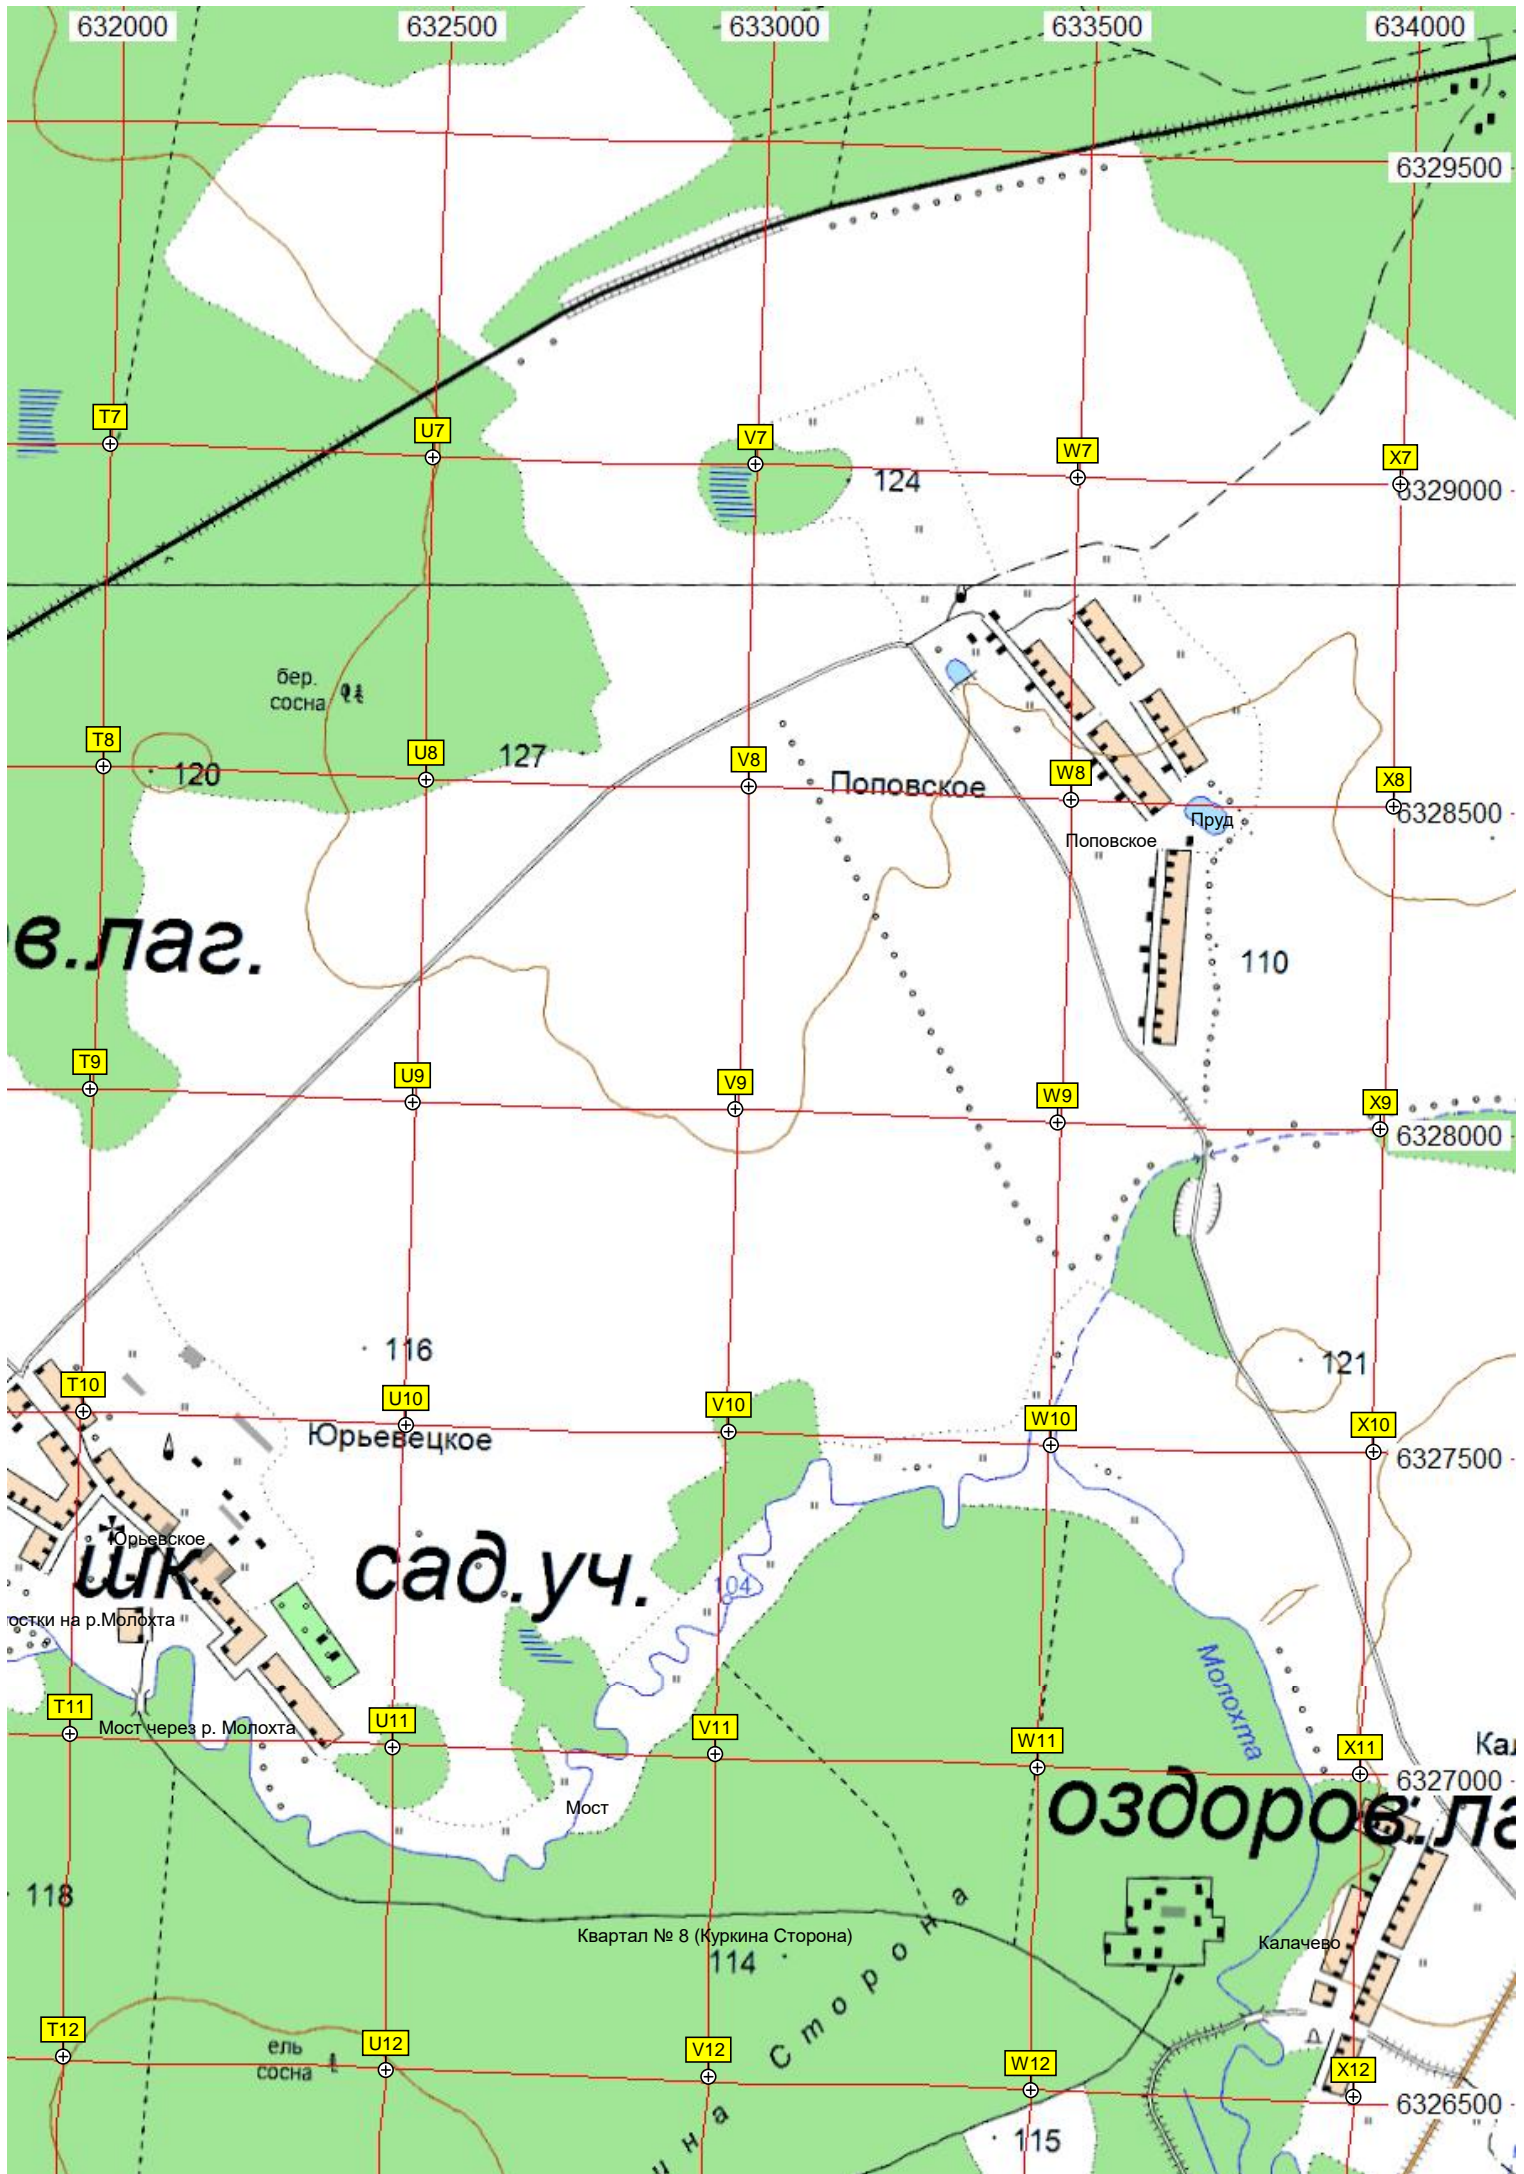 632000 632500 633000 633500 634000
6329500
T7 U7 V7 W7 X7
124
6329000
бер.
сосна
T8 U8 V8 W8 X8
120
127
Поповское
6328500
Пруд
Поповское
в.лаг.
110
T9 U9 V9 W9 X9
6328000
116
121
T10 U10 V10 W10 X10
Юрьевецкое
6327500
Юрьевское
шк. сад.уч.
104
остки на р.Молохта
Молохта
T11 U11 V11 W11 X11
Мост через р. Молохта
Кал
6327000
Мост
оздоров.ла
118
Квартал № 8 (Куркина Сторона)
Калачево
114
Сторона
T12 U12 V12 W12 X12
ель
сосна
6326500
ина
115